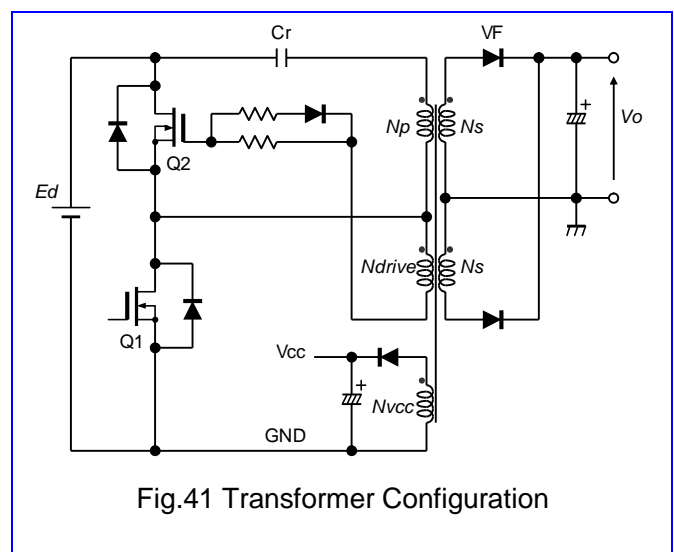 Cr
VF
Np
Ns
Vo
Q2
Ed
Ndrive
Ns
Q1
Vcc
Nvcc
GND
+
+
Fig.41 Transformer Configuration